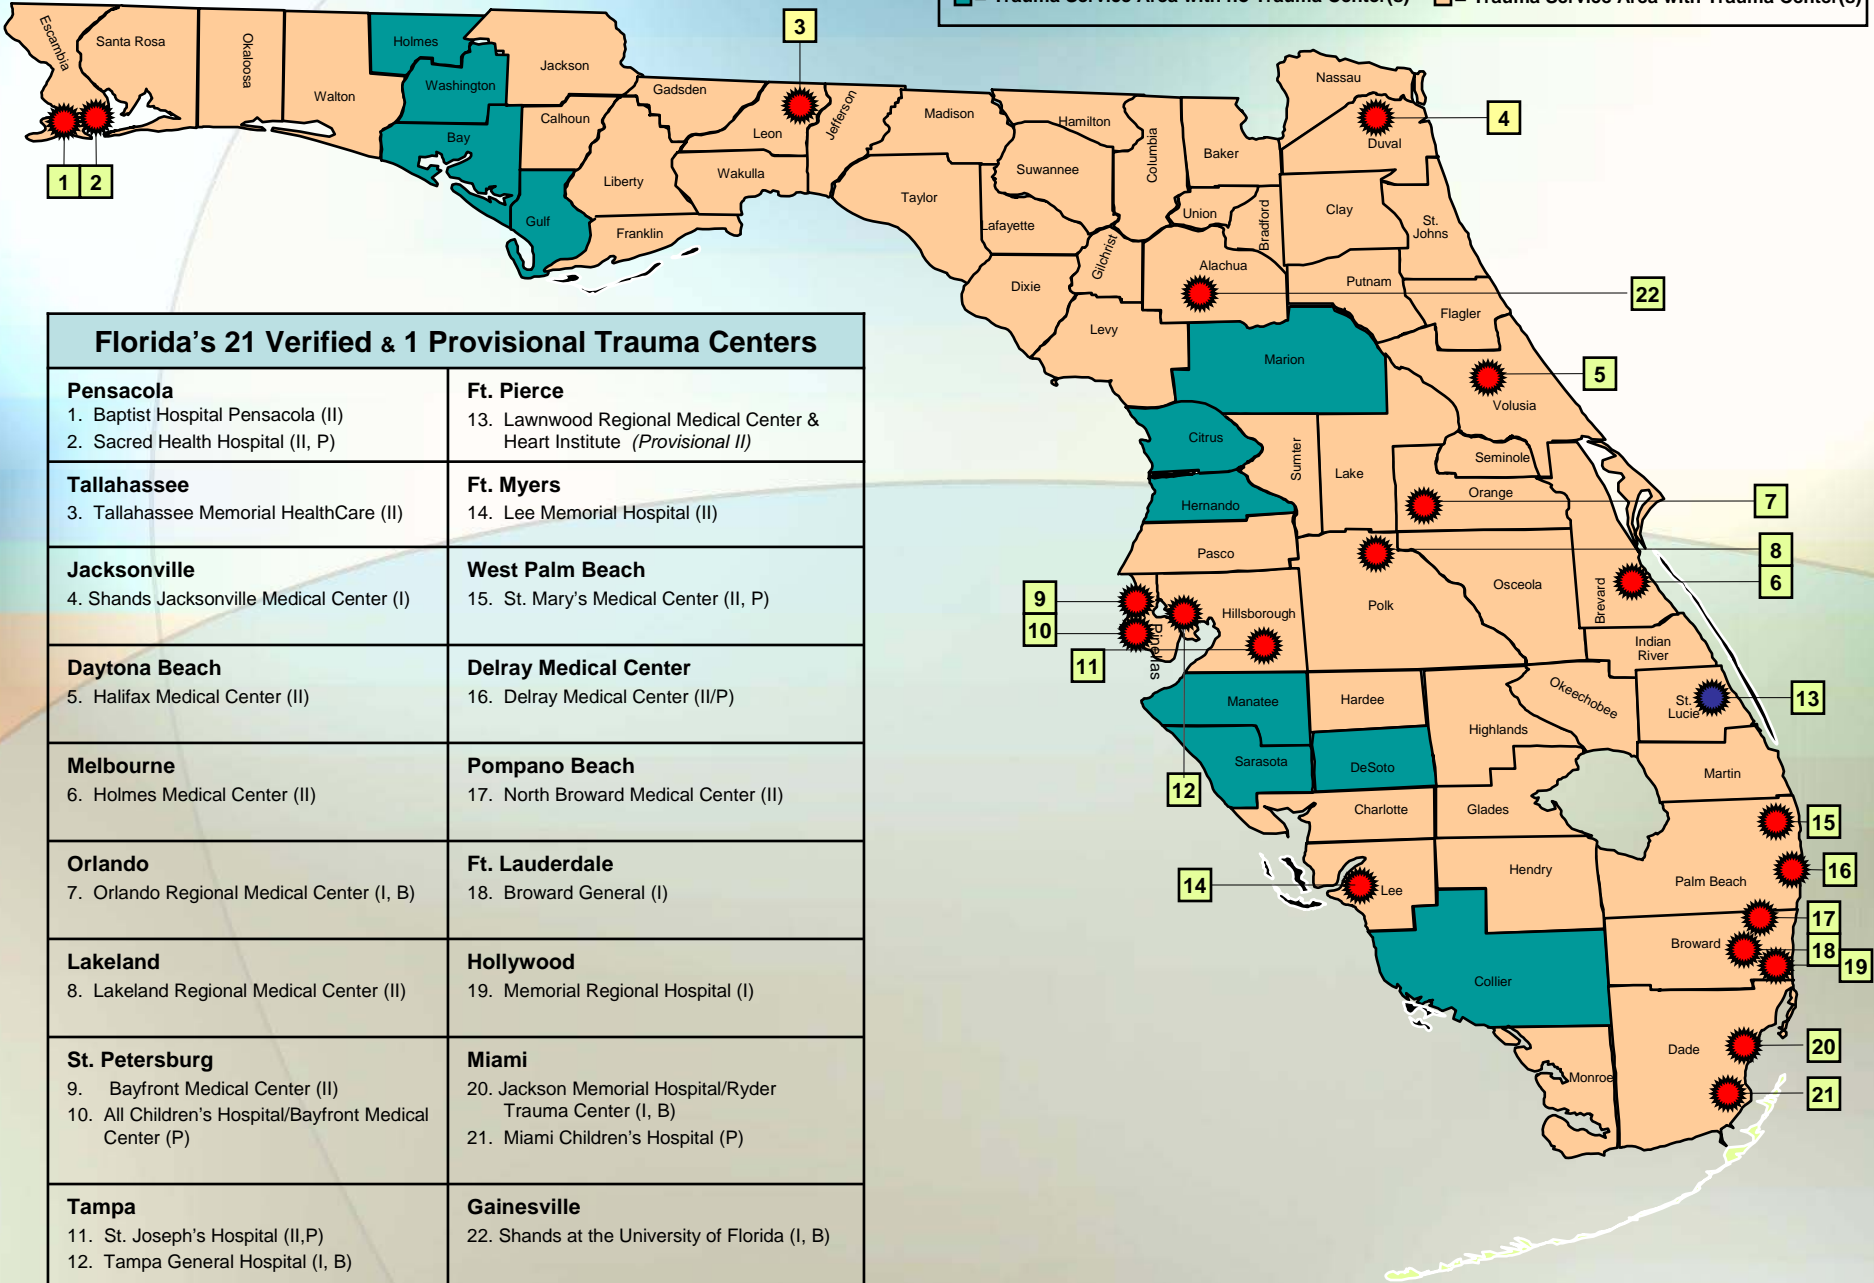 = Trauma Service Area with no Trauma Center(s)
= Trauma Service Area with Trauma Center(s)
Escambia
Santa Rosa
Okaloosa
Walton
Holmes
Washington
Bay
Jackson
Calhoun
Gulf
Gadsden
Liberty
Franklin
Leon
Wakulla
Jefferson
Madison
Taylor
Hamilton
Suwannee
Lafayette
Dixie
Columbia
Gilchrist
Levy
Baker
Union
Bradford
Alachua
Nassau
Duval
Clay
St.
Johns
Putnam
Flagler
Marion
Volusia
Citrus
Sumter
Lake
Seminole
Orange
Hernando
Pasco
Hillsborough
Pinellas
Polk
Osceola
Brevard
Indian
River
Manatee
Hardee
Highlands
Okeechobee
St.
Lucie
Sarasota
DeSoto
Martin
Charlotte
Glades
Lee
Hendry
Palm Beach
Collier
Broward
Monroe
Dade
1
2
3
4
22
5
7
8
6
9
10
11
12
13
14
15
16
17
18
19
20
21
Florida's 21 Verified & 1 Provisional Trauma Centers
Pensacola
1. Baptist Hospital Pensacola (II)
2. Sacred Health Hospital (II, P)
Ft. Pierce
13. Lawnwood Regional Medical Center &
Heart Institute (Provisional II)
Tallahassee
3. Tallahassee Memorial HealthCare (II)
Ft. Myers
14. Lee Memorial Hospital (II)
Jacksonville
4. Shands Jacksonville Medical Center (I)
West Palm Beach
15. St. Mary's Medical Center (II, P)
Daytona Beach
5. Halifax Medical Center (II)
Delray Medical Center
16. Delray Medical Center (II/P)
Melbourne
6. Holmes Medical Center (II)
Pompano Beach
17. North Broward Medical Center (II)
Orlando
7. Orlando Regional Medical Center (I, B)
Ft. Lauderdale
18. Broward General (I)
Lakeland
8. Lakeland Regional Medical Center (II)
Hollywood
19. Memorial Regional Hospital (I)
St. Petersburg
9. Bayfront Medical Center (II)
10. All Children's Hospital/Bayfront Medical
Center (P)
Miami
20. Jackson Memorial Hospital/Ryder
Trauma Center (I, B)
21. Miami Children's Hospital (P)
Tampa
11. St. Joseph's Hospital (II,P)
12. Tampa General Hospital (I, B)
Gainesville
22. Shands at the University of Florida (I, B)